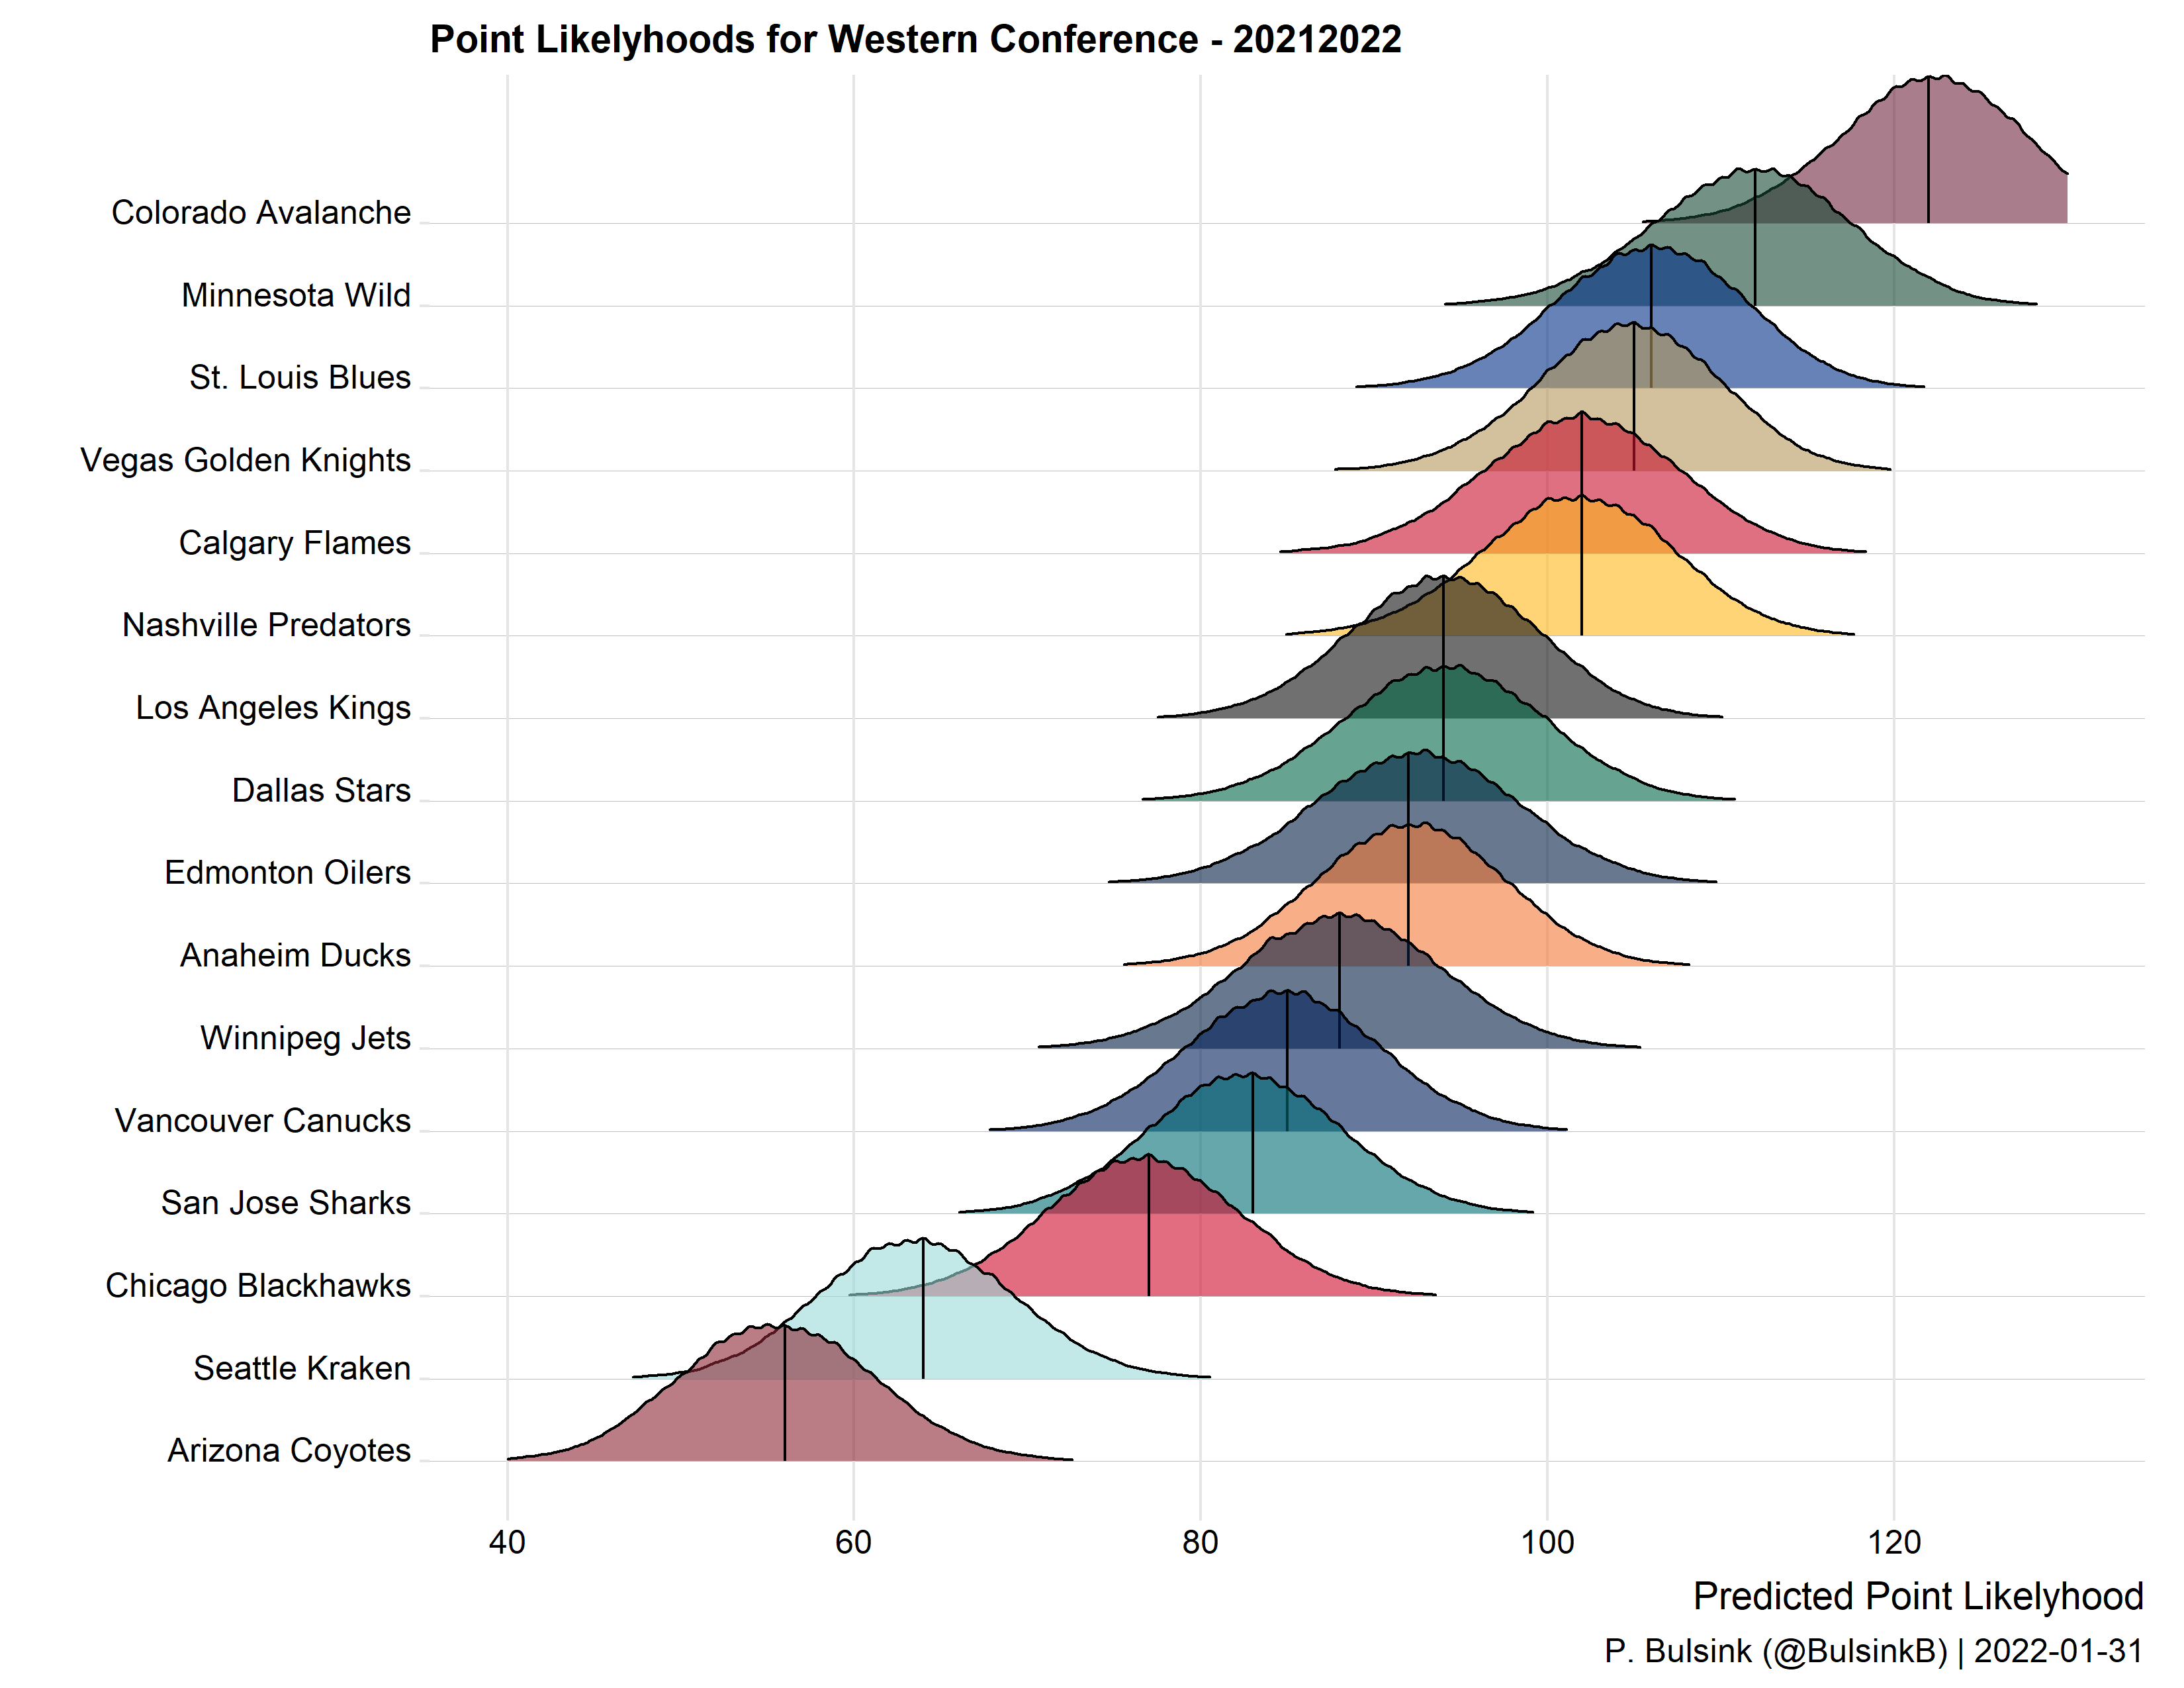 Point Likelyhoods for Western Conference - 20212022
Colorado Avalanche
Minnesota Wild
St. Louis Blues
Vegas Golden Knights
Calgary Flames
Nashville Predators
Los Angeles Kings
Dallas Stars
Edmonton Oilers
Anaheim Ducks
Winnipeg Jets
Vancouver Canucks
San Jose Sharks
Chicago Blackhawks
Seattle Kraken
Arizona Coyotes
40 60 80 100 120
Predicted Point Likelyhood
P. Bulsink (@BulsinkB) | 2022-01-31